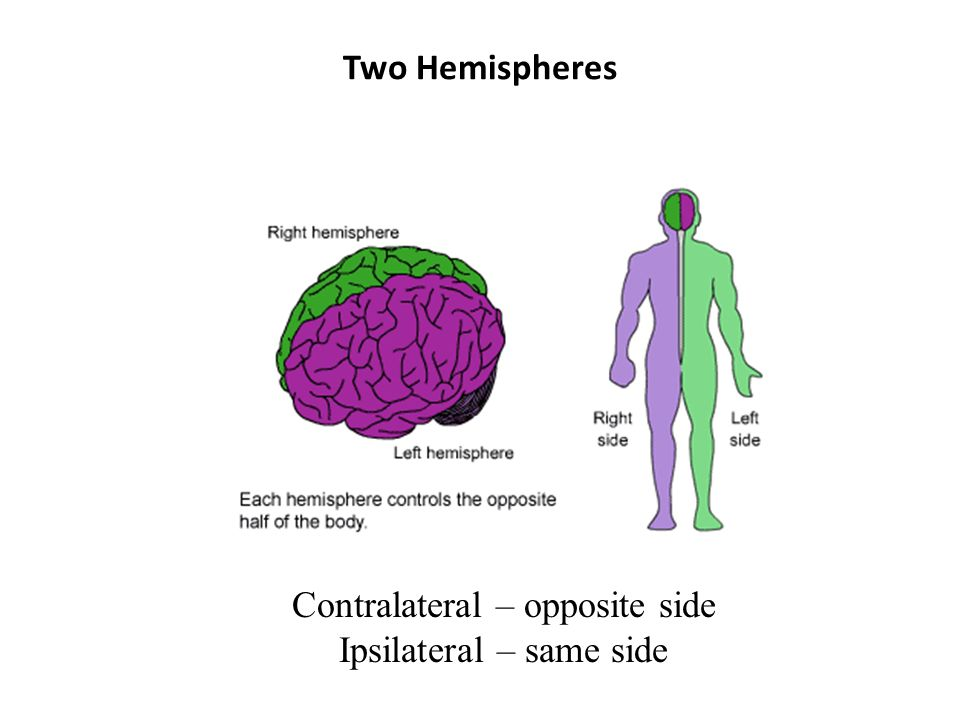 Two Hemispheres
Right hemisphere
Left hemisphere
Each hemisphere controls the opposite
half of the body.
Right
side
Left
side
Contralateral – opposite side
Ipsilateral – same side